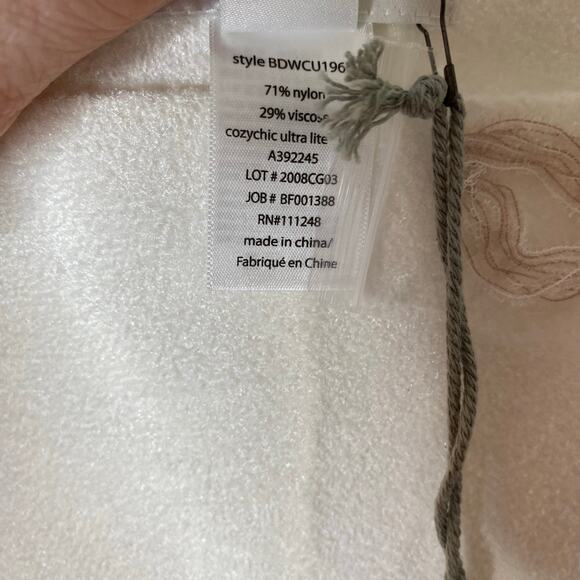 style BDWCU196
71% nylon
29% viscose
cozychic ultra lite
A392245
LOT # 2008CG03
JOB # BF001388
RN#111248
made in china/
Fabriqué en Chine